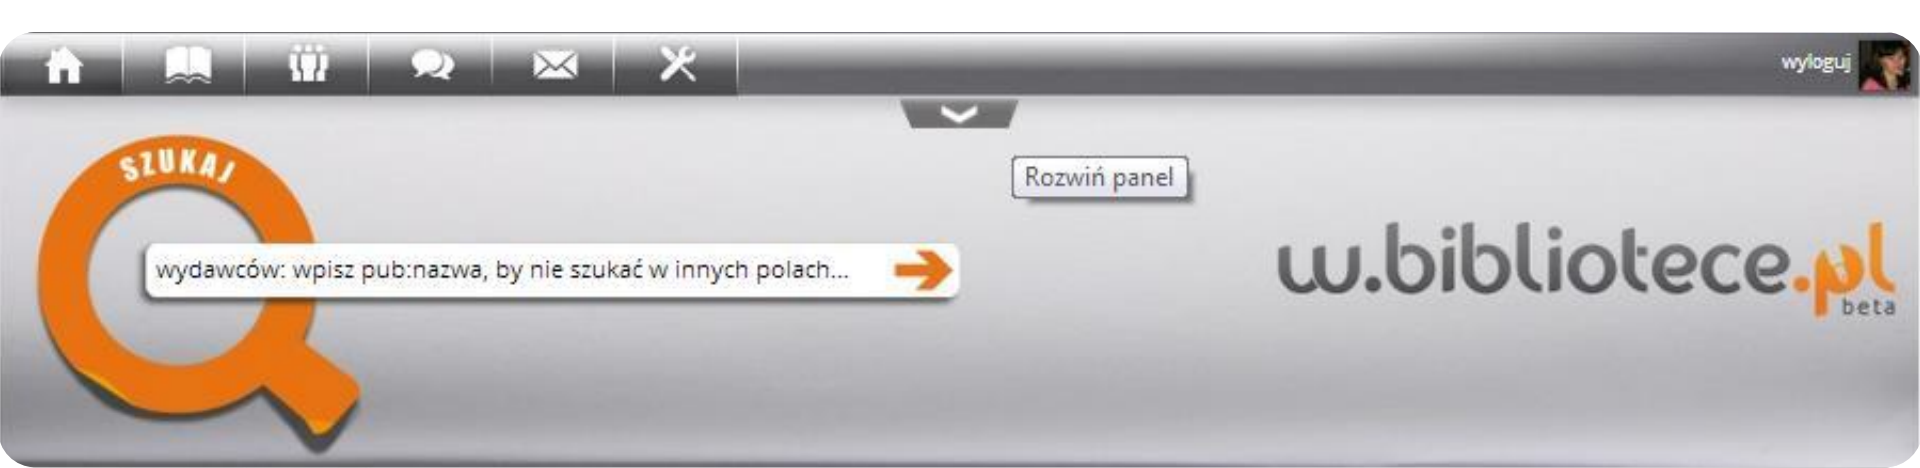 wyloguj
SZUKAJ
Rozwiń panel
wydawców: wpisz pub:nazwa, by nie szukać w innych polach...
w.bibliotece.pl
beta